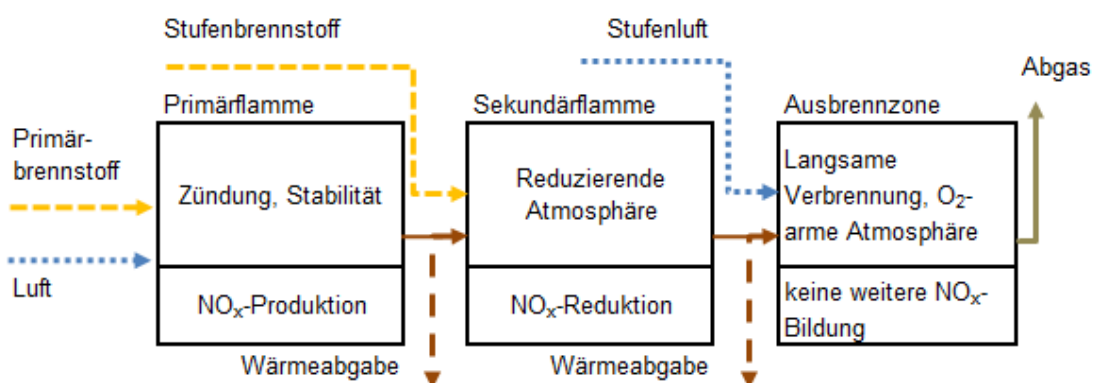 Stufenbrennstoff
Stufenluft
Abgas
Primärflamme
Sekundärflamme
Ausbrennzone
Primär-
brennstoff
Luft
Zündung, Stabilität
NOₓ-Produktion
Reduzierende
Atmosphäre
NOₓ-Reduktion
Langsame
Verbrennung, O₂-
arme Atmosphäre
keine weitere NOₓ-
Bildung
Wärmeabgabe
Wärmeabgabe